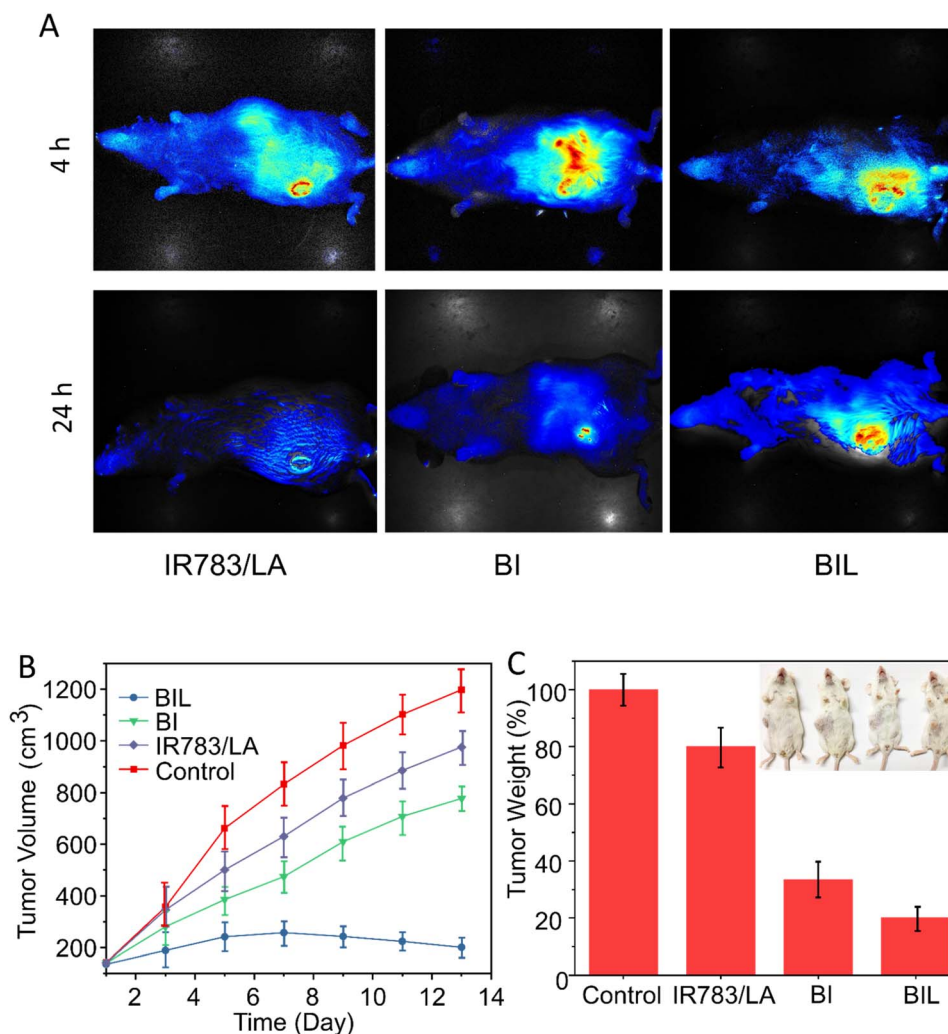 A
4 h
24 h
IR783/LA
BI
BIL
B
Tumor Volume (cm3)
1200
1000
800
600
400
200
BIL
BI
IR783/LA
Control
2
4
6
8
10
12
14
Time (Day)
C
Tumor Weight (%)
100
80
60
40
20
0
Control
IR783/LA
BI
BIL